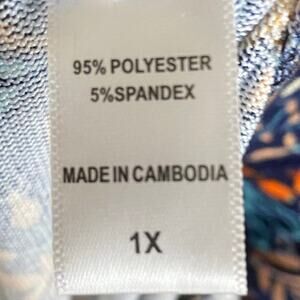 95% POLYESTER
5%SPANDEX
MADE IN CAMBODIA
1X